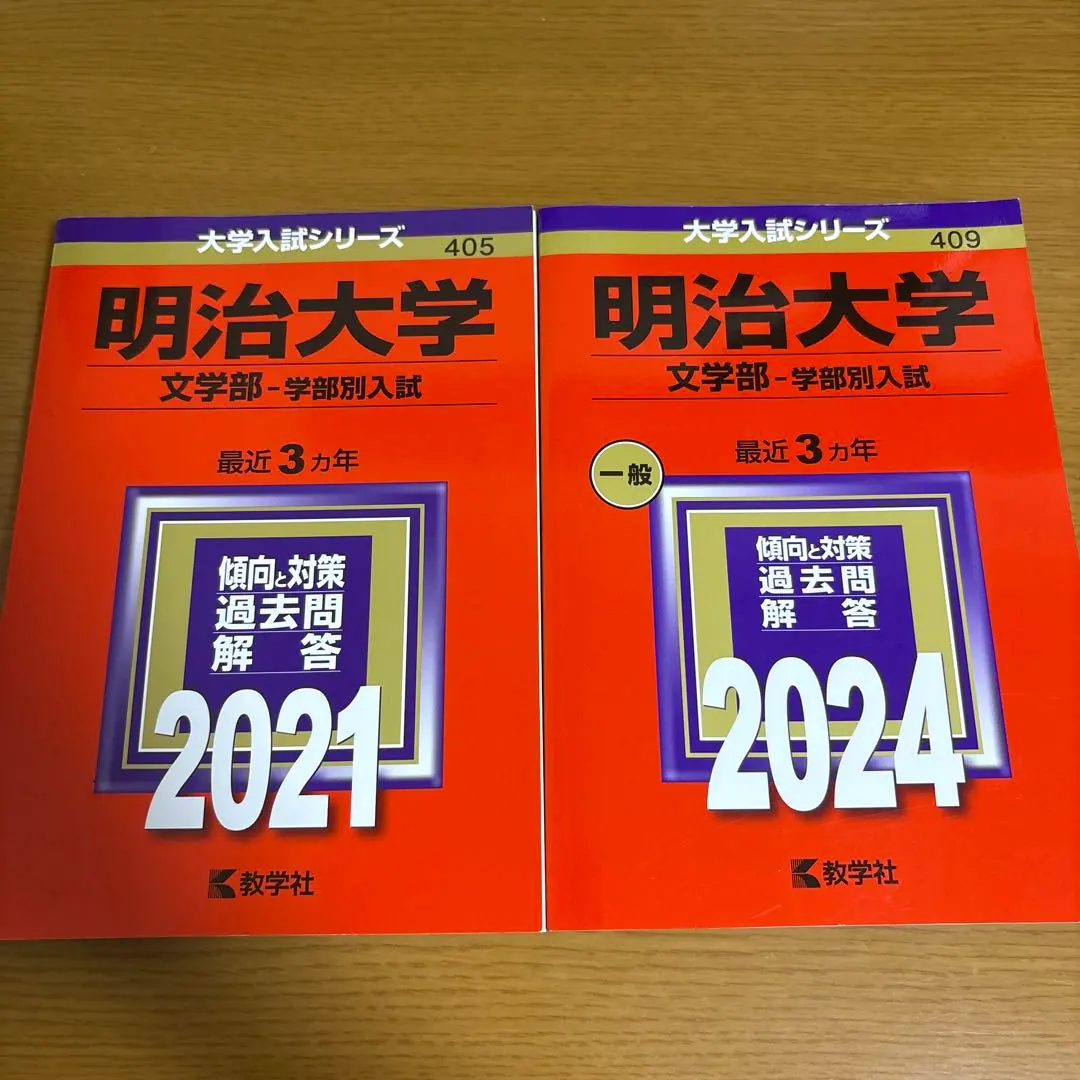 大学入試シリーズ
405
明治大学
文学部-学部別入試
最近3ヵ年
傾向と対策
過去問
解答
2021
教学社
大学入試シリーズ
409
明治大学
文学部-学部別入試
一般
最近3ヵ年
傾向と対策
過去問
解答
2024
教学社